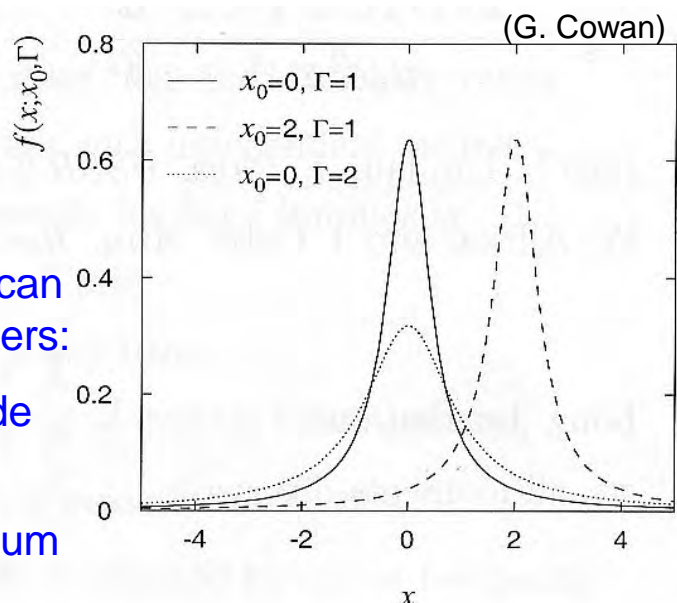 (G. Cowan)
f(x;x₀,Γ)
0.8
x₀=0, Γ=1
x₀=2, Γ=1
x₀=0, Γ=2
0.6
0.4
can
ers:
0.2
de
0
um
-4
-2
0
2
4
x